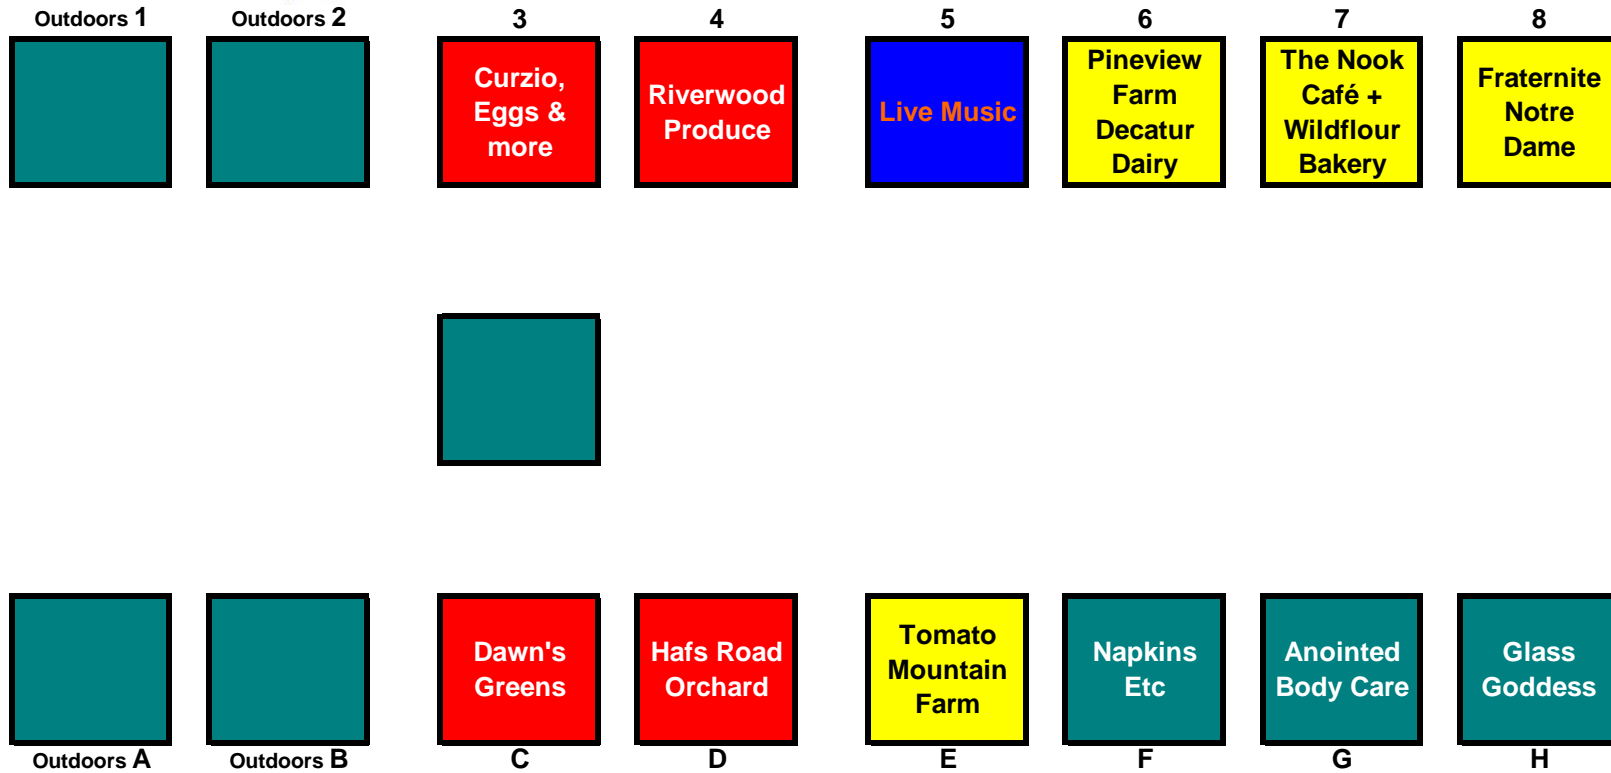 Outdoors 1
Outdoors 2
3
4
5
6
7
8
Curzio,
Eggs &
more
Riverwood
Produce
Live Music
Pineview
Farm
Decatur
Dairy
The Nook
Café +
Wildflour
Bakery
Fraternite
Notre
Dame
Dawn's
Greens
Hafs Road
Orchard
Tomato
Mountain
Farm
Napkins
Etc
Anointed
Body Care
Glass
Goddess
Outdoors A
Outdoors B
C
D
E
F
G
H